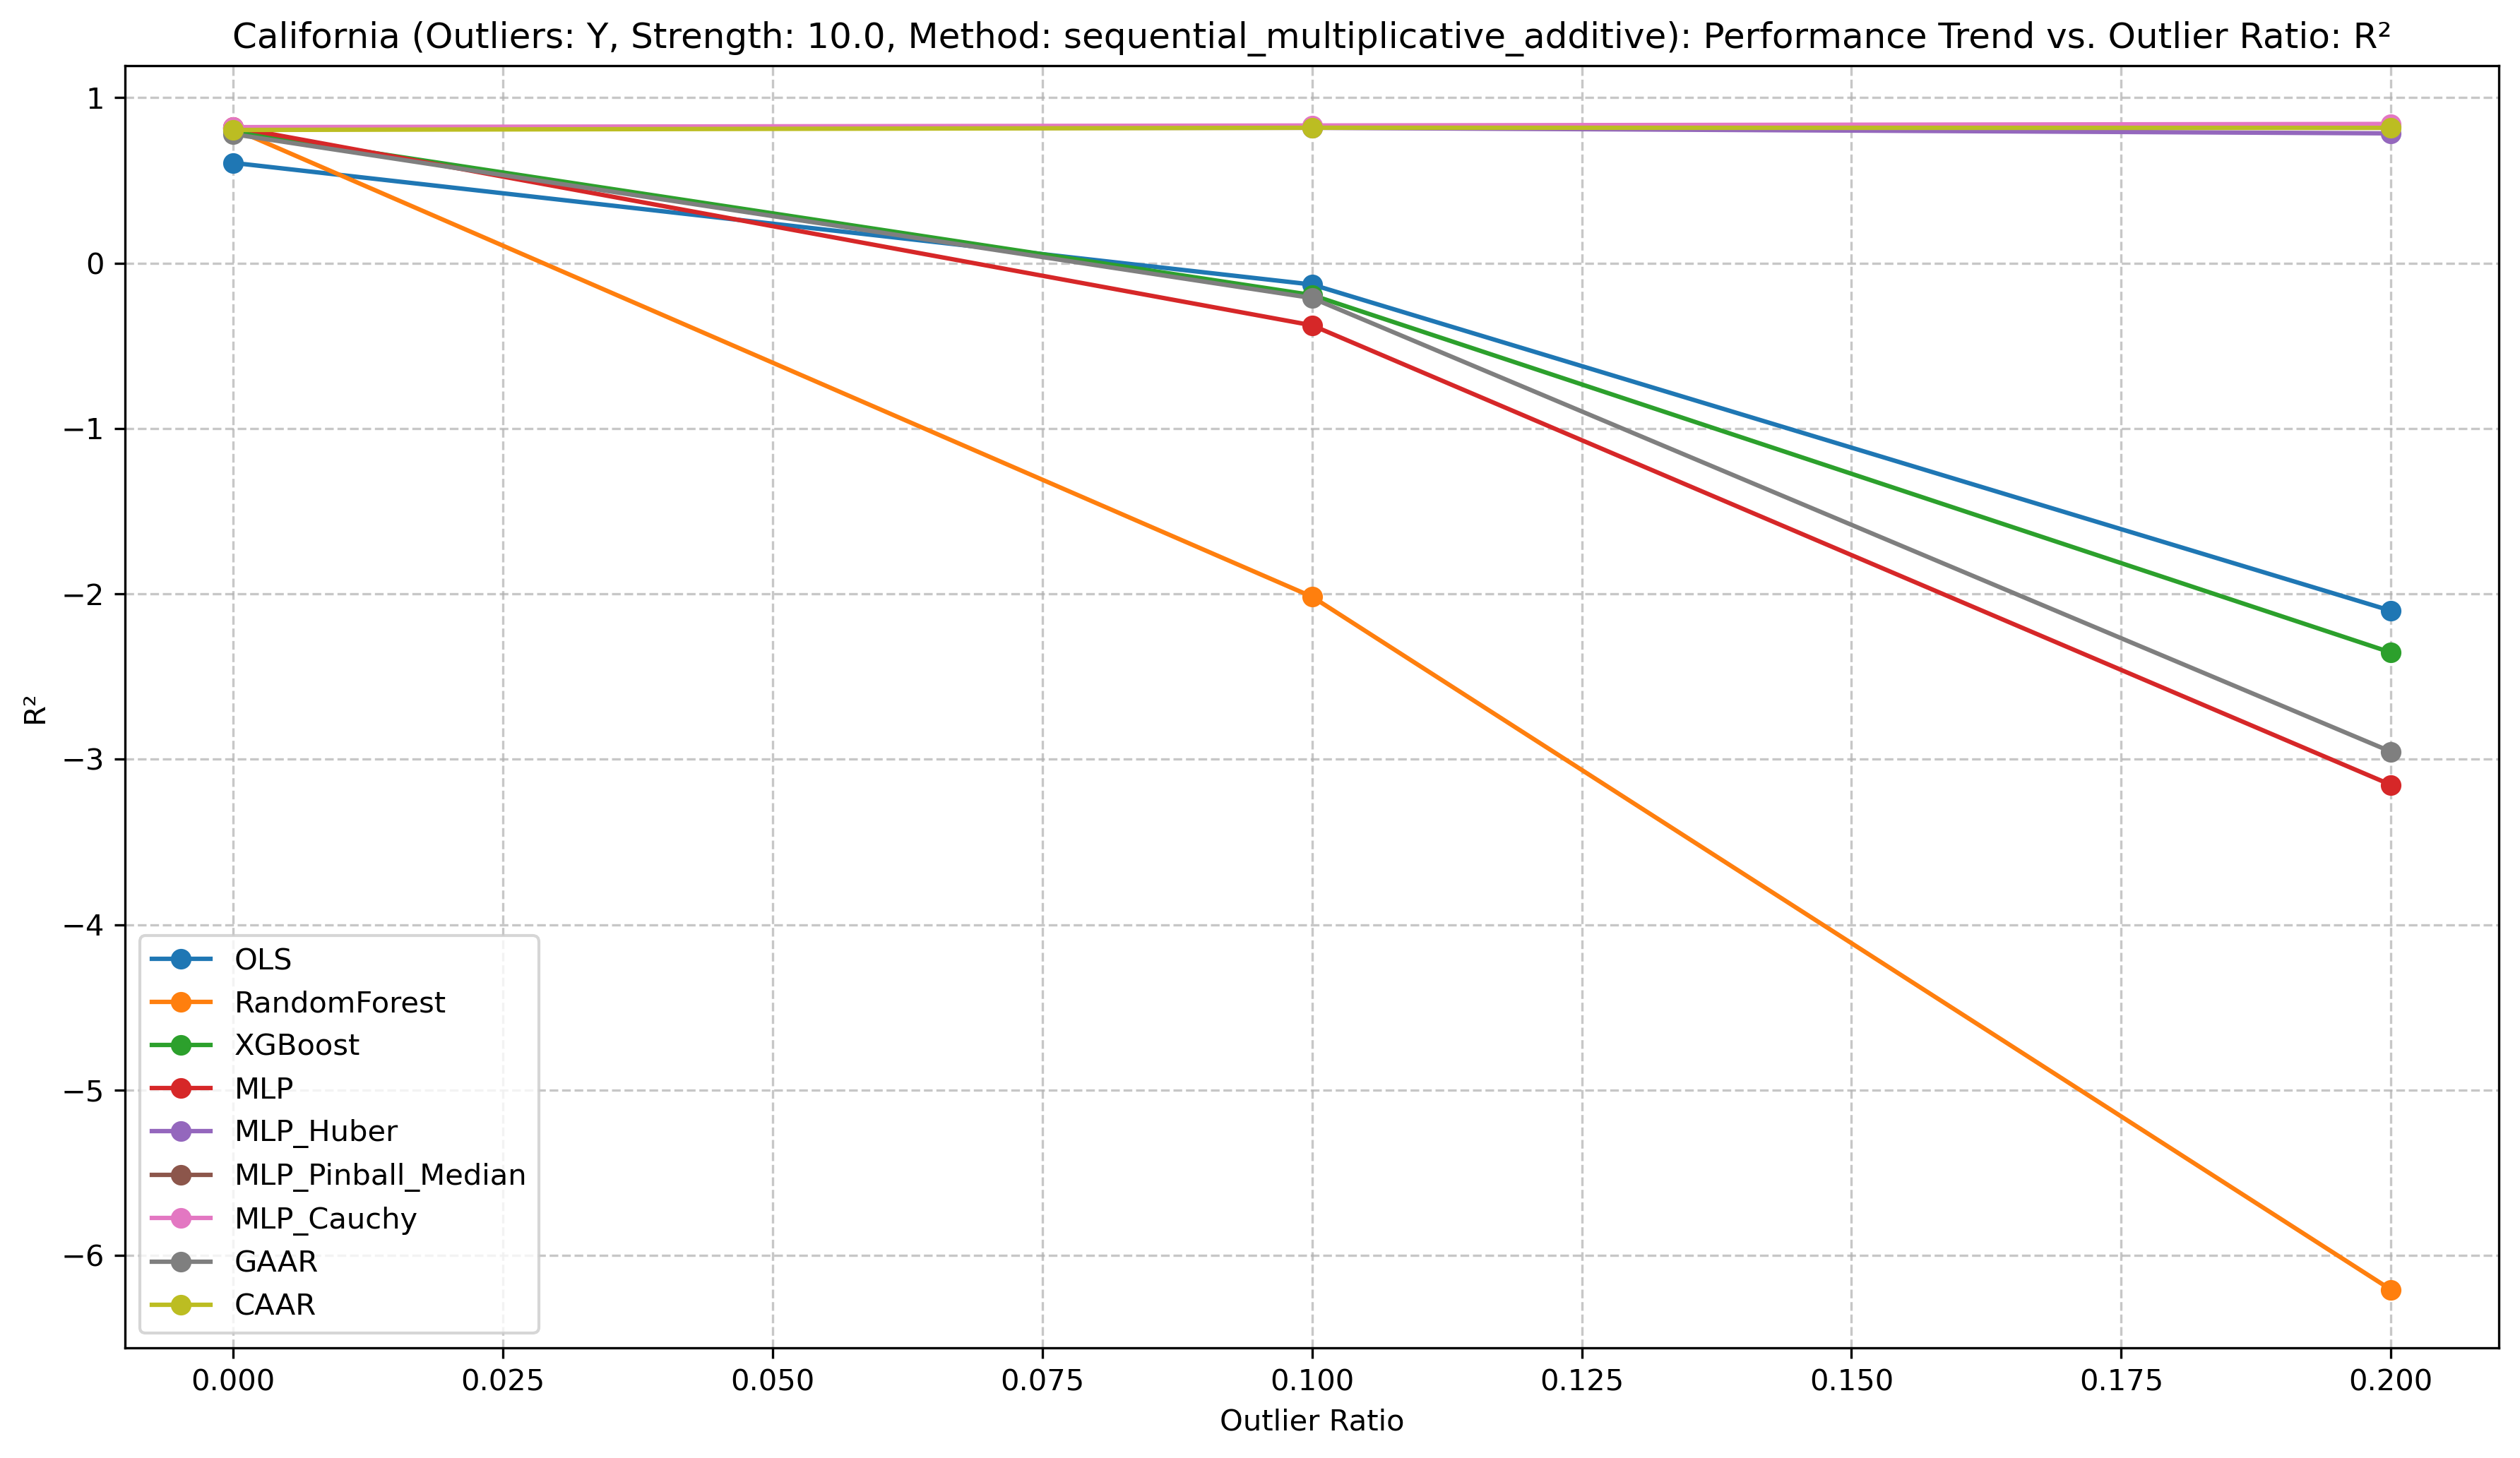 California (Outliers: Y, Strength: 10.0, Method: sequential_multiplicative_additive): Performance Trend vs. Outlier Ratio: R²
1
0
−1
−2
−3
−4
−5
−6
R²
OLS
RandomForest
XGBoost
MLP
MLP_Huber
MLP_Pinball_Median
MLP_Cauchy
GAAR
CAAR
0.000 0.025 0.050 0.075 0.100 0.125 0.150 0.175 0.200
Outlier Ratio